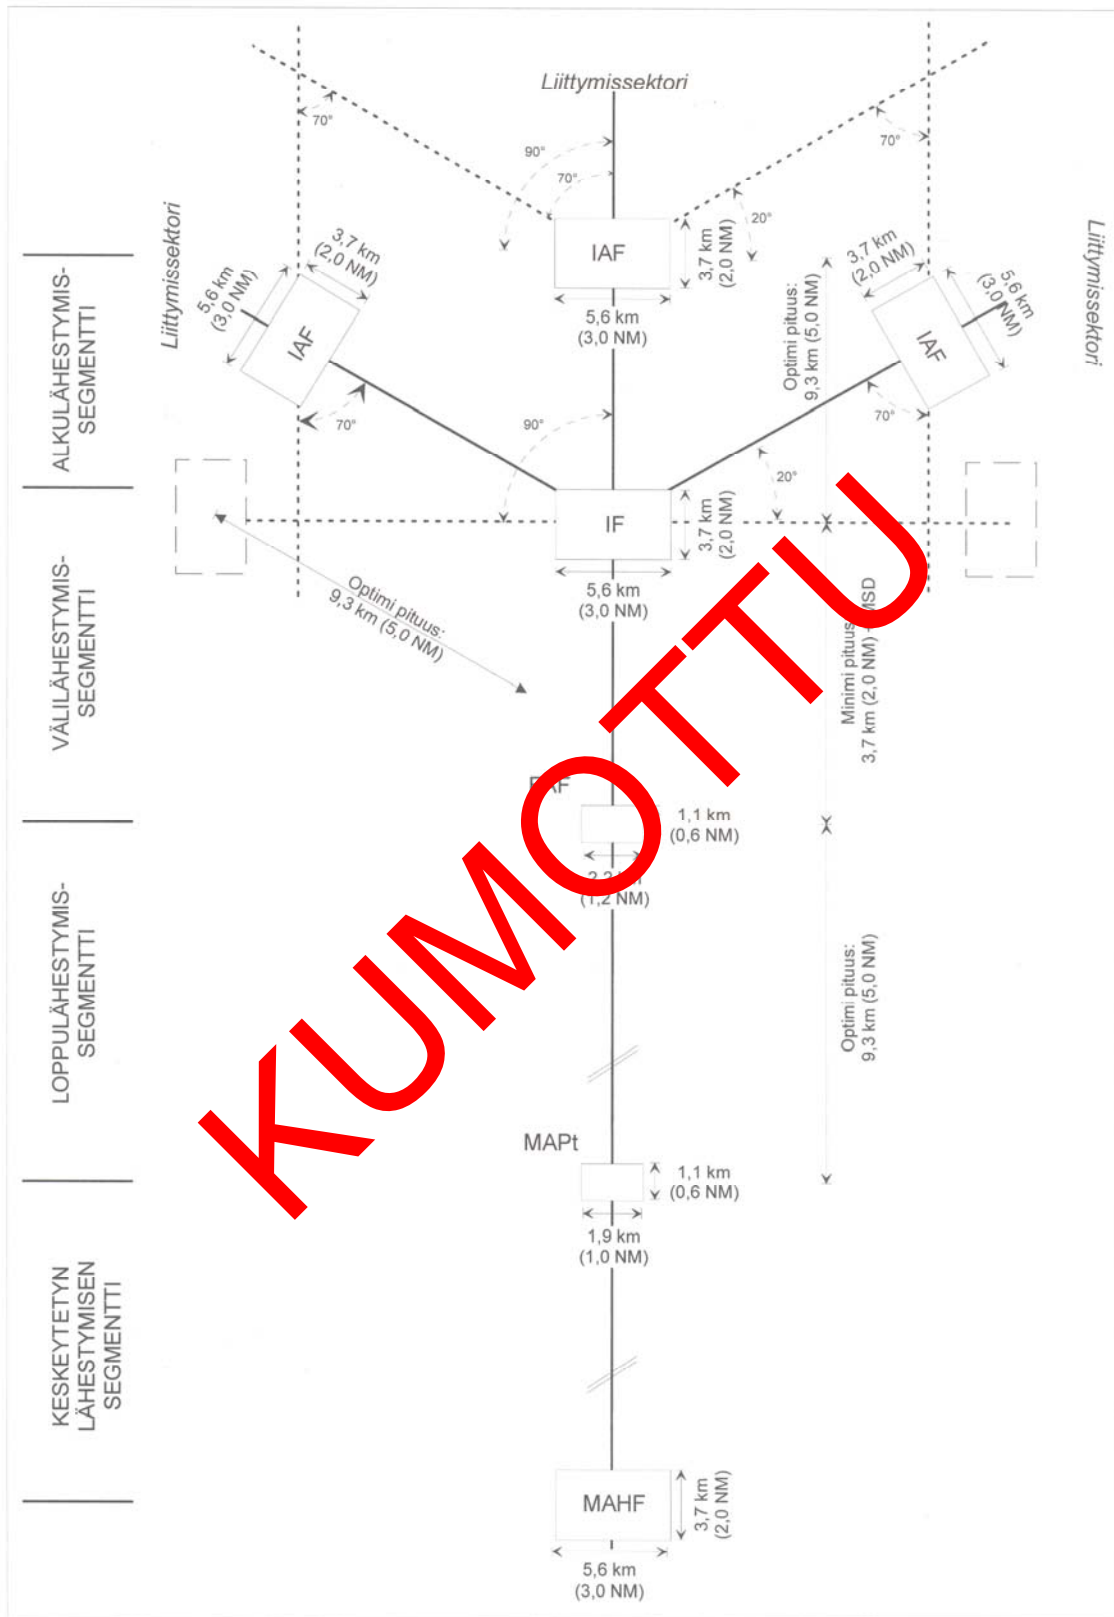 Liittymissektori
70°
90°
70°
70°
20°
Liittymissektori
Liittymissektori
3,7 km
(2,0 NM)
5,6 km
(3,0 NM)
IAF
IAF
3,7 km
(2,0 NM)
5,6 km
(3,0 NM)
3,7 km
(2,0 NM)
5,6 km
(3,0 NM)
IAF
Optimi pituus:
9,3 km (5,0 NM)
ALKULÄHESTYMIS-
SEGMENTTI
70°
90°
70°
20°
IF
3,7 km
(2,0 NM)
5,6 km
(3,0 NM)
Optimi pituus:
9,3 km (5,0 NM)
VÄLILÄHESTYMIS-
SEGMENTTI
Minimi pituus
3,7 km (2,0 NM) MSD
1,1 km
(0,6 NM)
(1,2 NM)
KUMOTTU
LOPPULÄHESTYMIS-
SEGMENTTI
Optimi pituus:
9,3 km (5,0 NM)
MAPt
1,1 km
(0,6 NM)
1,9 km
(1,0 NM)
KESKEYTETYN
LÄHESTYMISEN
SEGMENTTI
MAHF
3,7 km
(2,0 NM)
5,6 km
(3,0 NM)